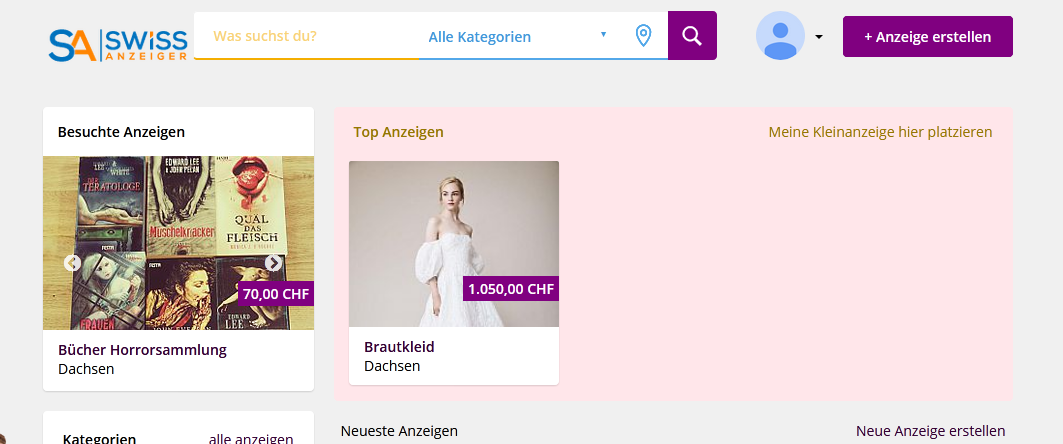 SA SWISS
ANZEIGER
Was suchst du?
Alle Kategorien
+ Anzeige erstellen
Besuchte Anzeigen
EDWARD LEE
& JOHN PELAN
DER
TERATOLOGE
Muschelknacker
QUÄL
DAS
FLEISCH
FESTA
FRAUEN
EDWARD
LEE
70,00 CHF
Bücher Horrorsammlung
Dachsen
Top Anzeigen
Meine Kleinanzeige hier platzieren
1.050,00 CHF
Brautkleid
Dachsen
Kategorien
alle anzeigen
Neueste Anzeigen
Neue Anzeige erstellen